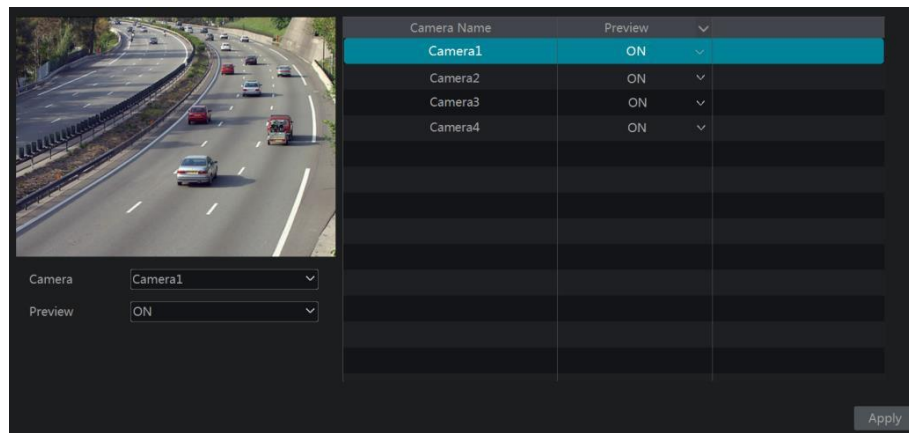 Camera Name Preview
Camera1 ON
Camera2 ON
Camera3 ON
Camera4 ON
Camera Camera1
Preview ON
Apply